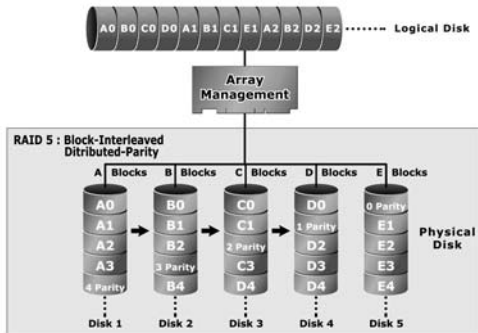 A0 B0 C0 D0 A1 B1 C1 E1 A2 B2 D2 E2
Logical Disk
Array
Management
RAID 5 : Block-Interleaved
Ditributed-Parity
A Blocks B Blocks C Blocks D Blocks E Blocks
A0 B0 C0 D0 0 Parity
A1 B1 C1 1 Parity E1
A2 B2 2 Parity D2 E2
A3 3 Parity C3 D3 E3
4 Parity B4 D4 D4 E4
Physical
Disk
Disk 1 Disk 2 Disk 3 Disk 4 Disk 5